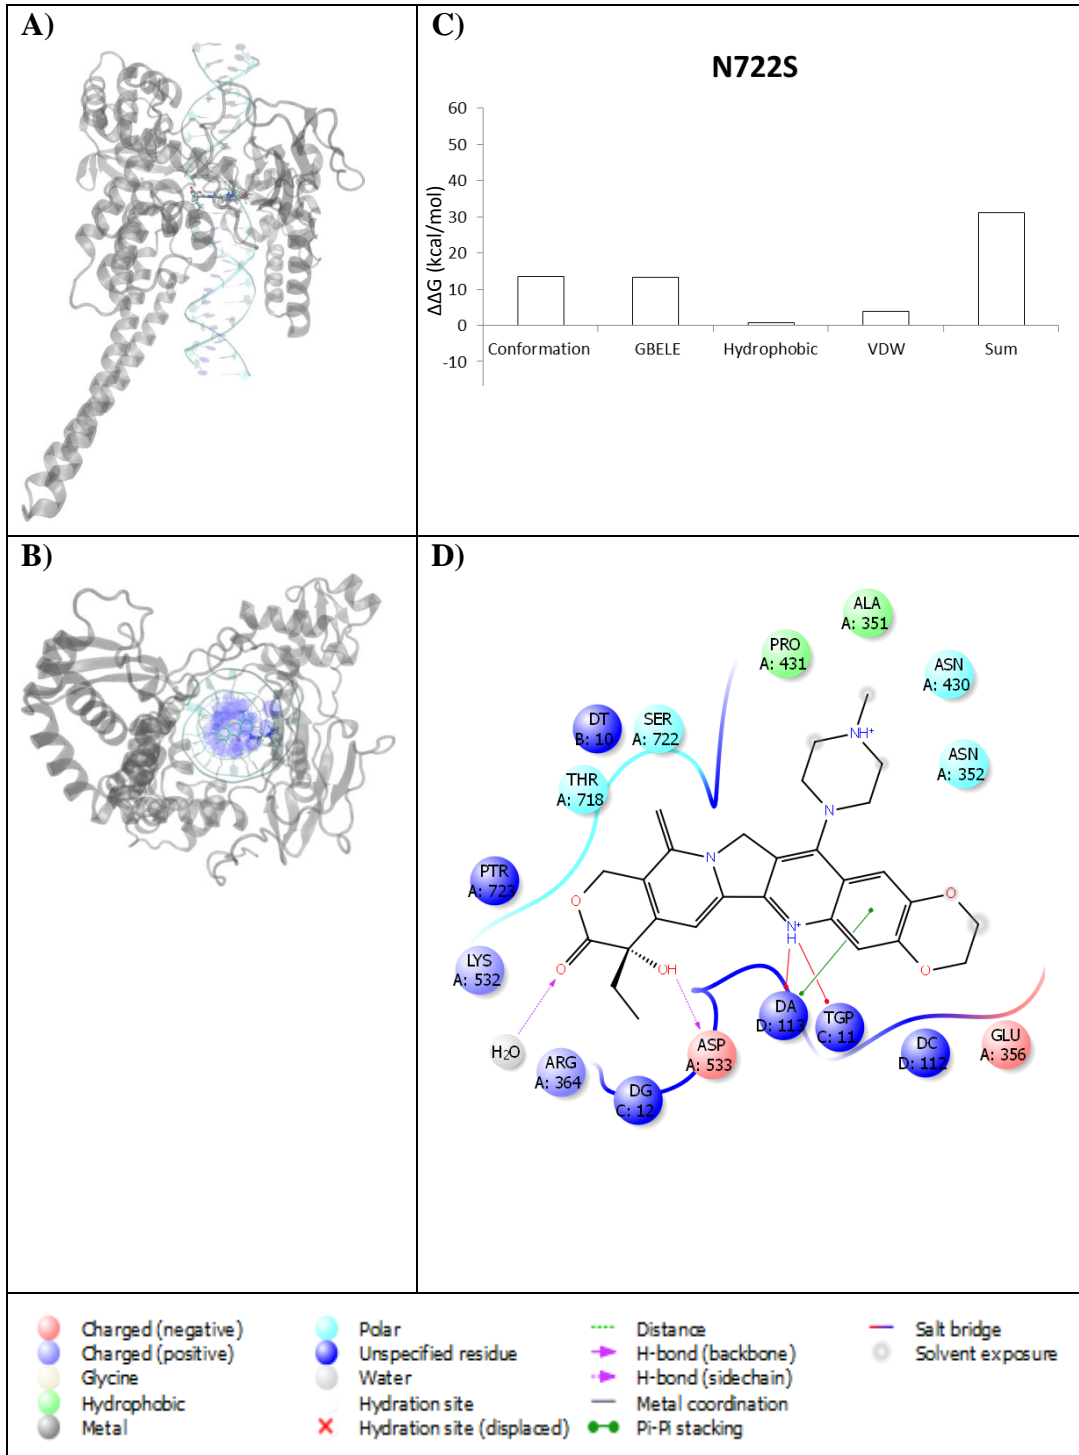 A)
C)
N722S
ΔΔG (kcal/mol)
60
50
40
30
20
10
0
-10
Conformation
GBELE
Hydrophobic
VDW
Sum
B)
D)
ALA
A: 351
PRO
A: 431
ASN
A: 430
DT
B: 10
SER
A: 722
NH+
ASN
A: 352
THR
A: 718
N
PTR
A: 723
N
O
O
N+
H
LYS
A: 532
O
OH
O
DA
D: 113
TGP
C: 11
H₂O
ARG
A: 364
ASP
A: 533
DC
D: 112
GLU
A: 356
DG
C: 12
Charged (negative)
Charged (positive)
Glycine
Hydrophobic
Metal
Polar
Unspecified residue
Water
Hydration site
Hydration site (displaced)
Distance
H-bond (backbone)
H-bond (sidechain)
Metal coordination
Pi-Pi stacking
Salt bridge
Solvent exposure